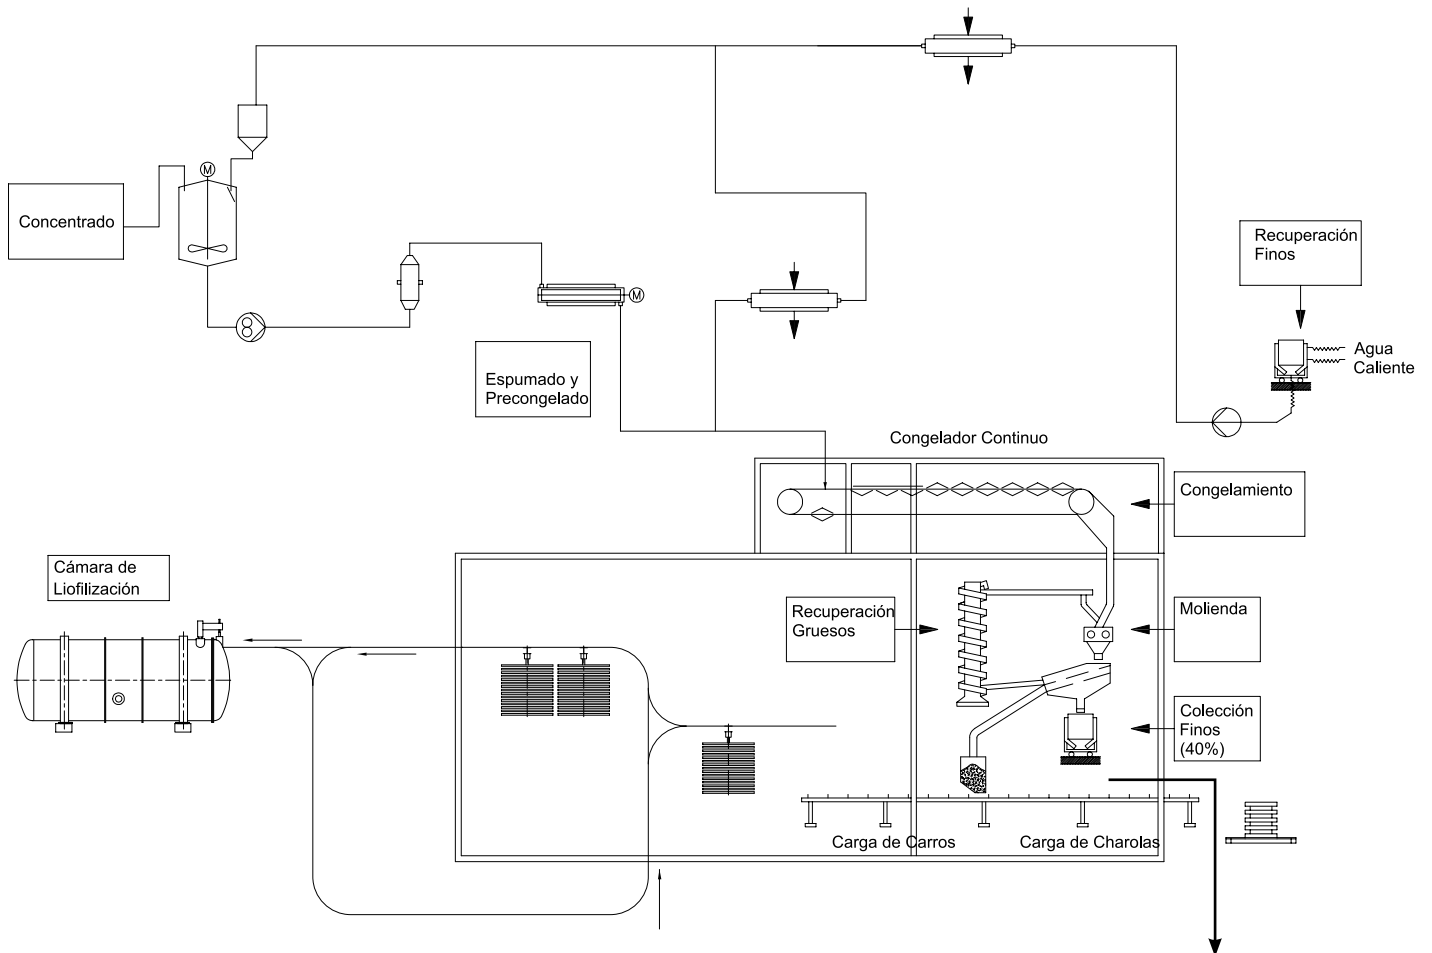 M
Concentrado
Recuperación
Finos
M
Agua
Caliente
Espumado y
Precongelado
Congelador Continuo
Congelamiento
Cámara de
Liofilización
Recuperación
Gruesos
Molienda
Colección
Finos
(40%)
Carga de Carros
Carga de Charolas